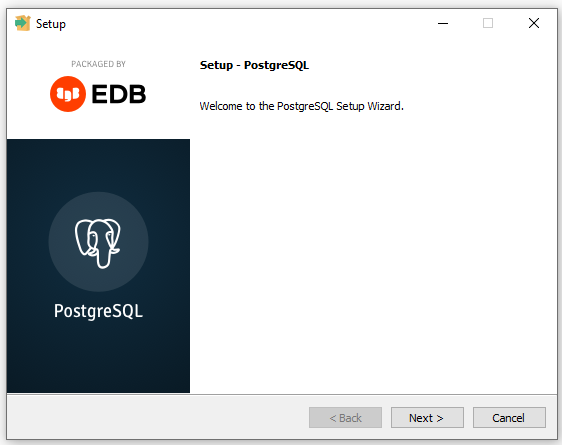 Setup
PACKAGED BY
EDB
Setup - PostgreSQL
Welcome to the PostgreSQL Setup Wizard.
PostgreSQL
< Back
Next >
Cancel